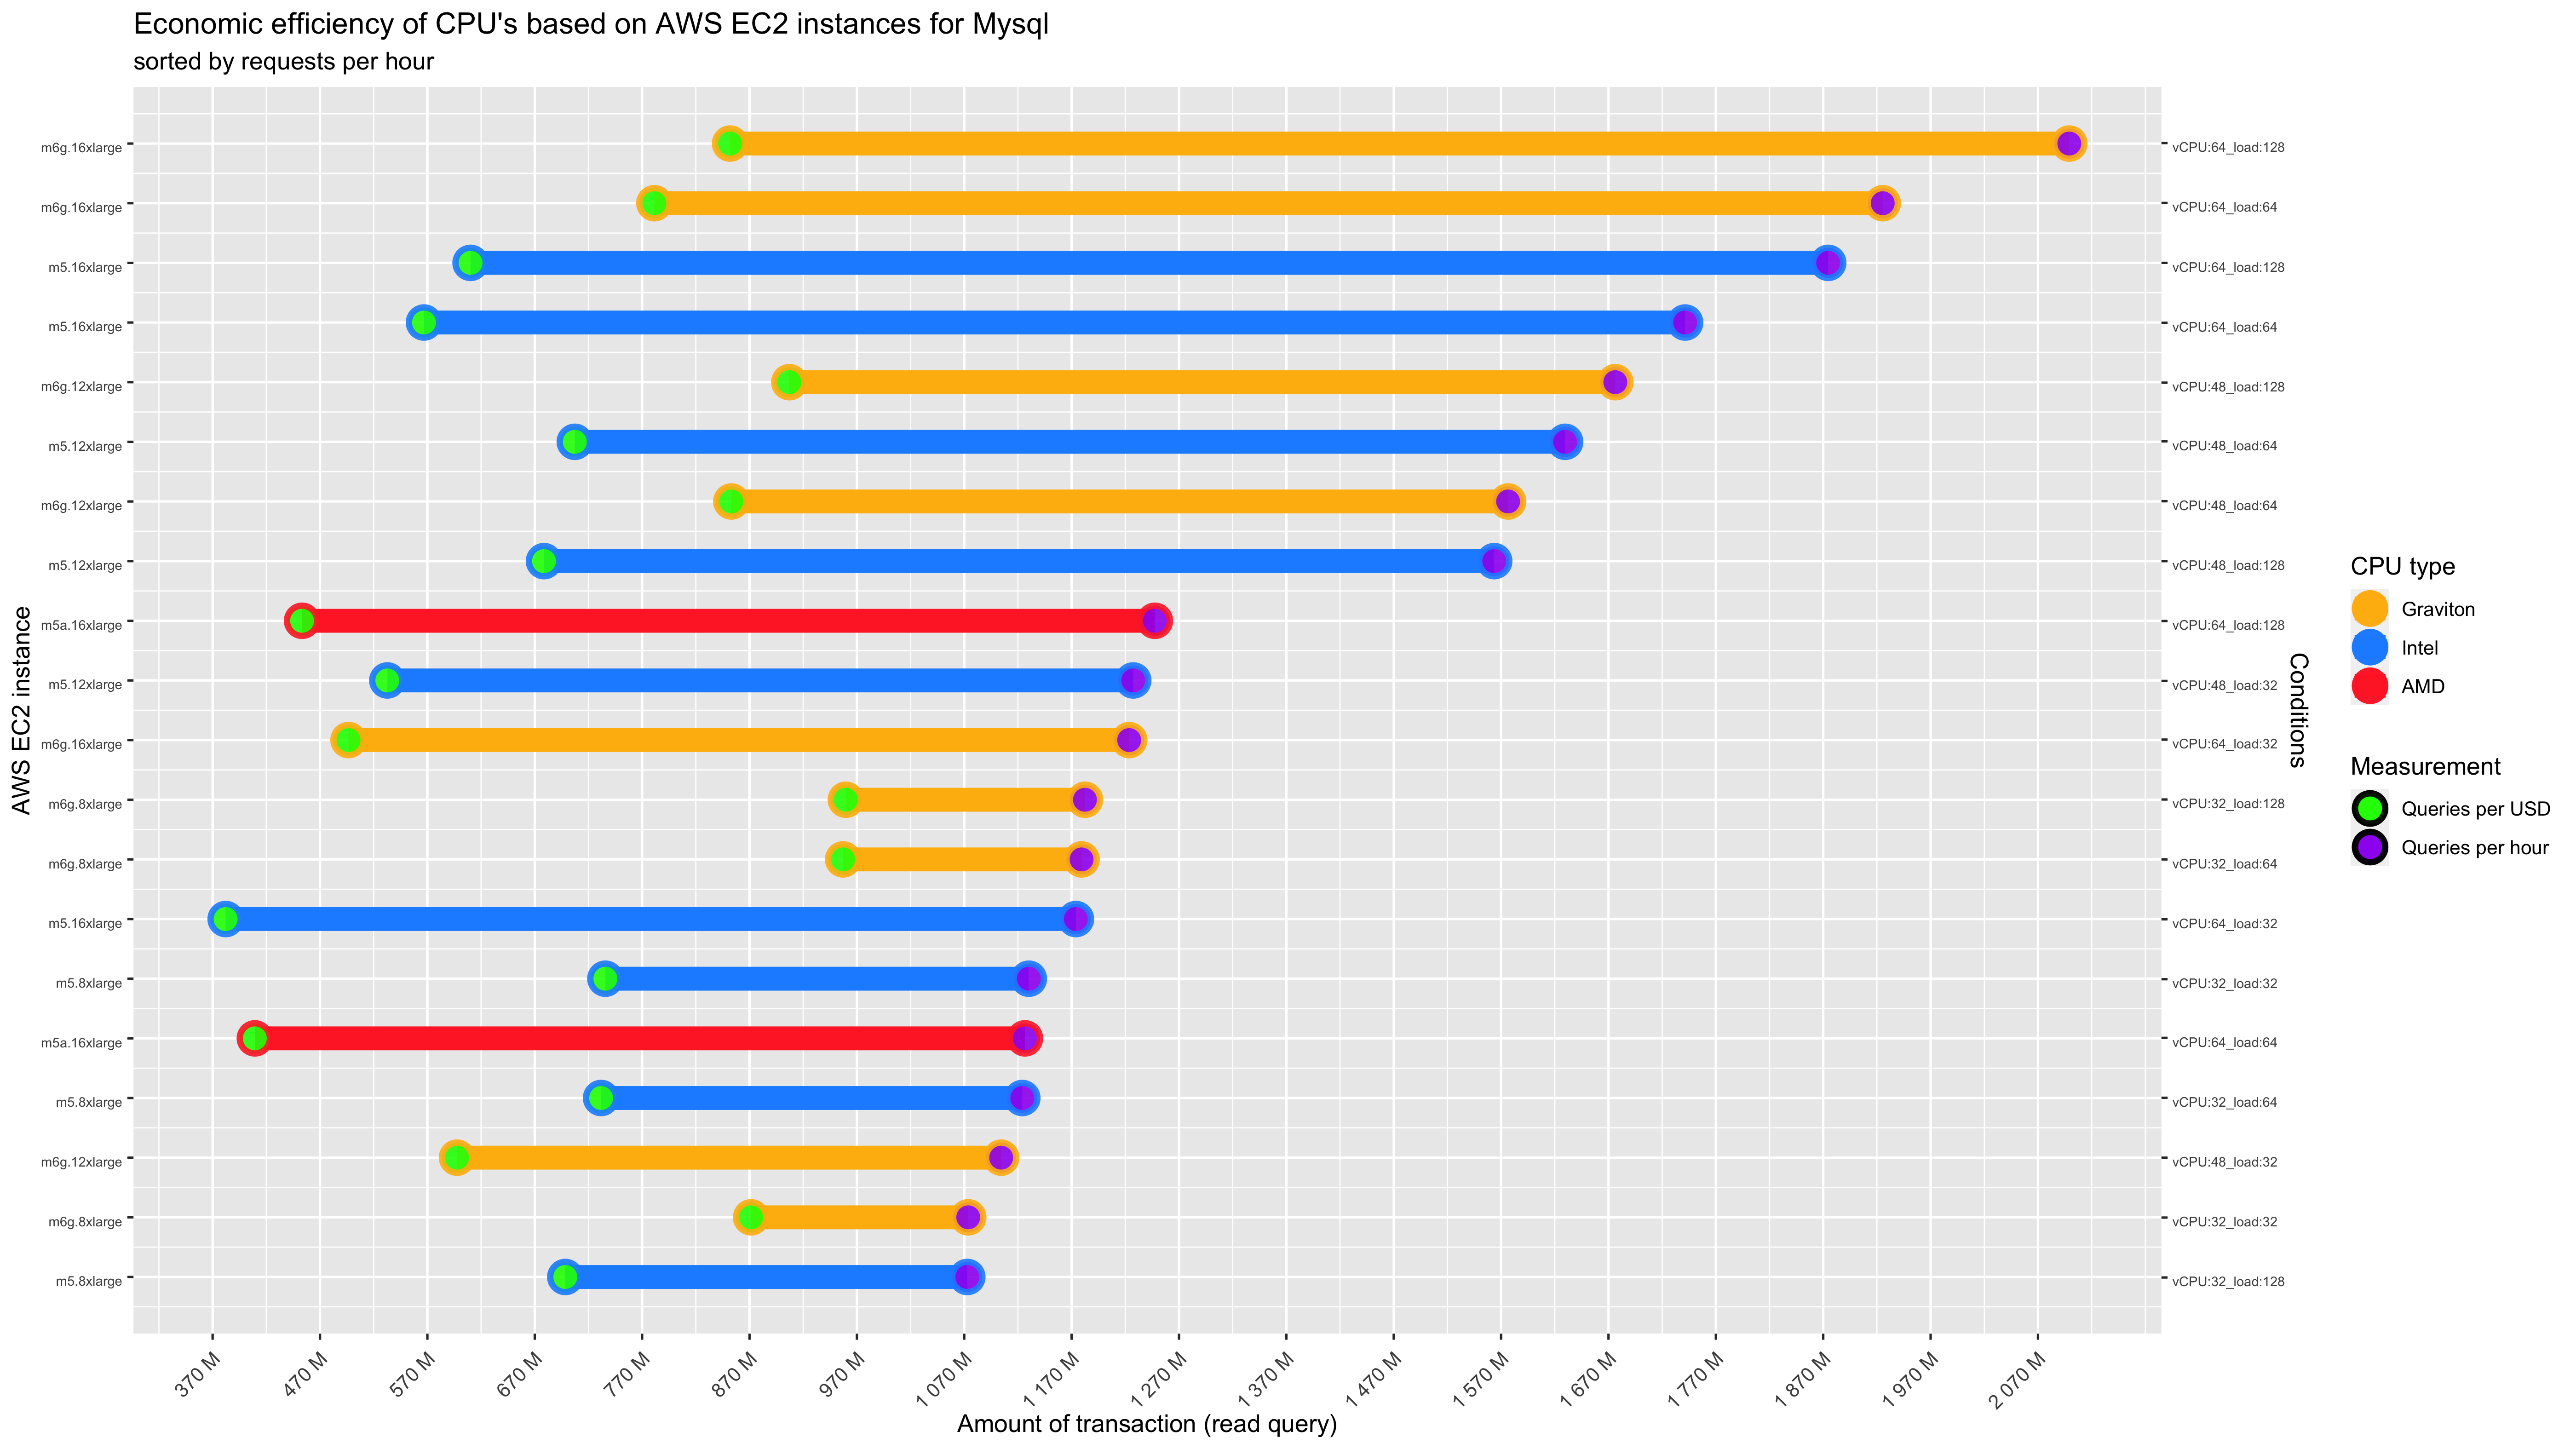 Economic efficiency of CPU's based on AWS EC2 instances for Mysql
sorted by requests per hour
AWS EC2 instance
m6g.16xlarge vCPU:64_load:128
m6g.16xlarge vCPU:64_load:64
m5.16xlarge vCPU:64_load:128
m5.16xlarge vCPU:64_load:64
m6g.12xlarge vCPU:48_load:128
m5.12xlarge vCPU:48_load:64
m6g.12xlarge vCPU:48_load:64
m5.12xlarge vCPU:48_load:128
m5a.16xlarge vCPU:64_load:128
m5.12xlarge vCPU:48_load:32
m6g.16xlarge vCPU:64_load:32
m6g.8xlarge vCPU:32_load:128
m6g.8xlarge vCPU:32_load:64
m5.16xlarge vCPU:64_load:32
m5.8xlarge vCPU:32_load:32
m5a.16xlarge vCPU:64_load:64
m5.8xlarge vCPU:32_load:64
m6g.12xlarge vCPU:48_load:32
m6g.8xlarge vCPU:32_load:32
m5.8xlarge vCPU:32_load:128
Conditions
370 M 470 M 570 M 670 M 770 M 870 M 970 M 1 070 M 1 170 M 1 270 M 1 370 M 1 470 M 1 570 M 1 670 M 1 770 M 1 870 M 1 970 M 2 070 M
Amount of transaction (read query)
CPU type
Graviton
Intel
AMD
Measurement
Queries per USD
Queries per hour